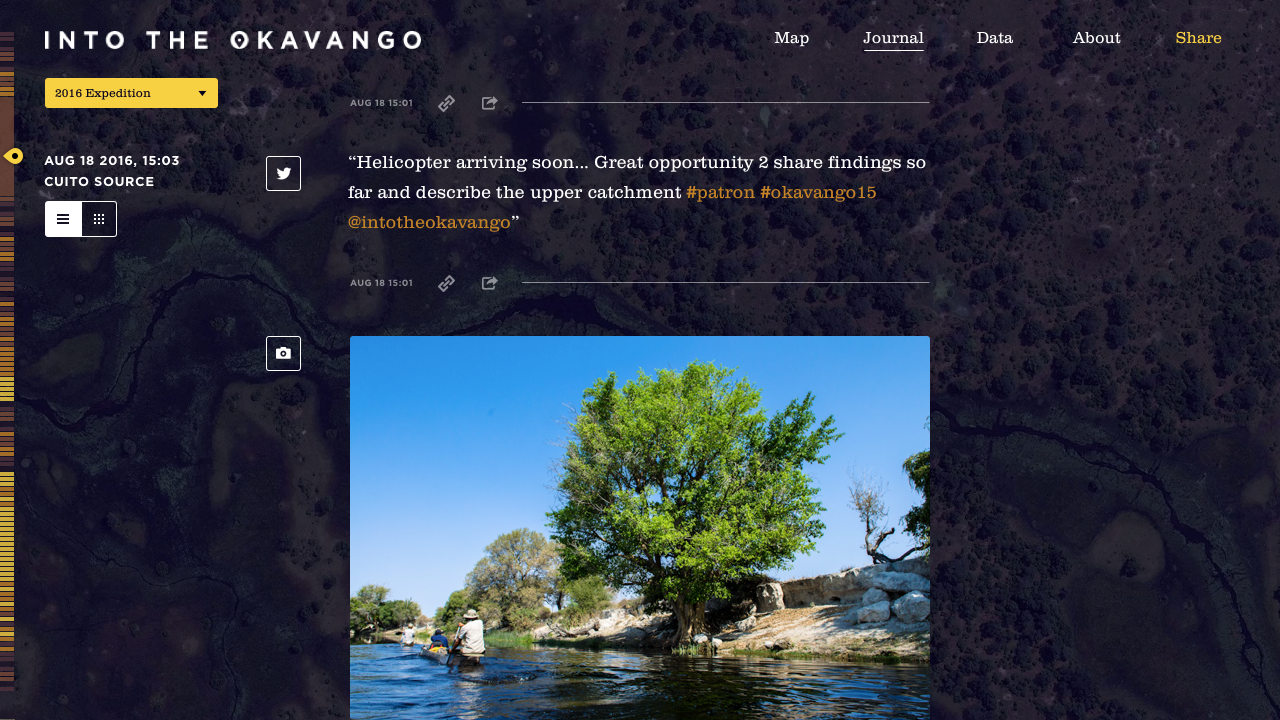 INTO THE OKAVANGO
Map
Journal
Data
About
Share
2016 Expedition
AUG 18 15:01
AUG 18 2016, 15:03
CUITO SOURCE
“Helicopter arriving soon... Great opportunity 2 share findings so
far and describe the upper catchment #patron #okavango15
@intotheokavango”
AUG 18 15:01